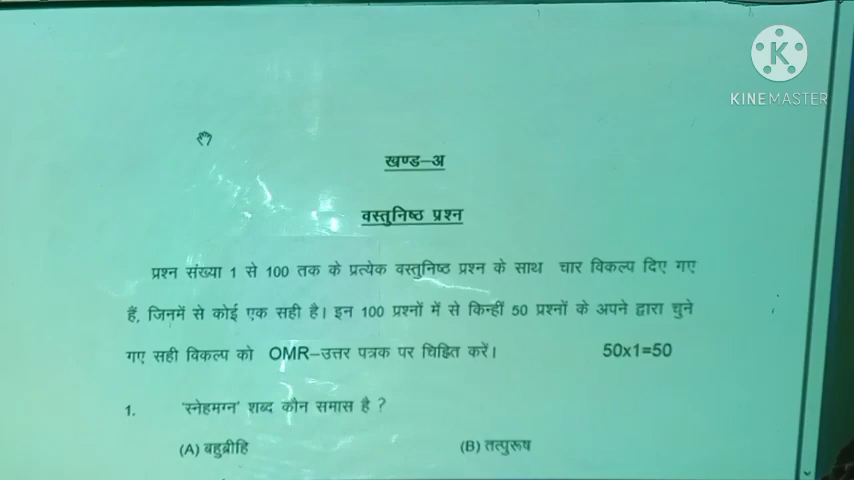 KINEMASTER
खण्ड–अ
वस्तुनिष्ठ प्रश्न
प्रश्न संख्या 1 से 100 तक के प्रत्येक वस्तुनिष्ठ प्रश्न के साथ चार विकल्प दिए गए
हैं, जिनमें से कोई एक सही है। इन 100 प्रश्नों में से किन्हीं 50 प्रश्नों के अपने द्वारा चुने
गए सही विकल्प को OMR–उत्तर पत्रक पर चिह्नित करें। 50x1=50
1. 'स्नेहमग्न' शब्द कौन समास है ?
(A) बहुब्रीहि (B) तत्पुरूष